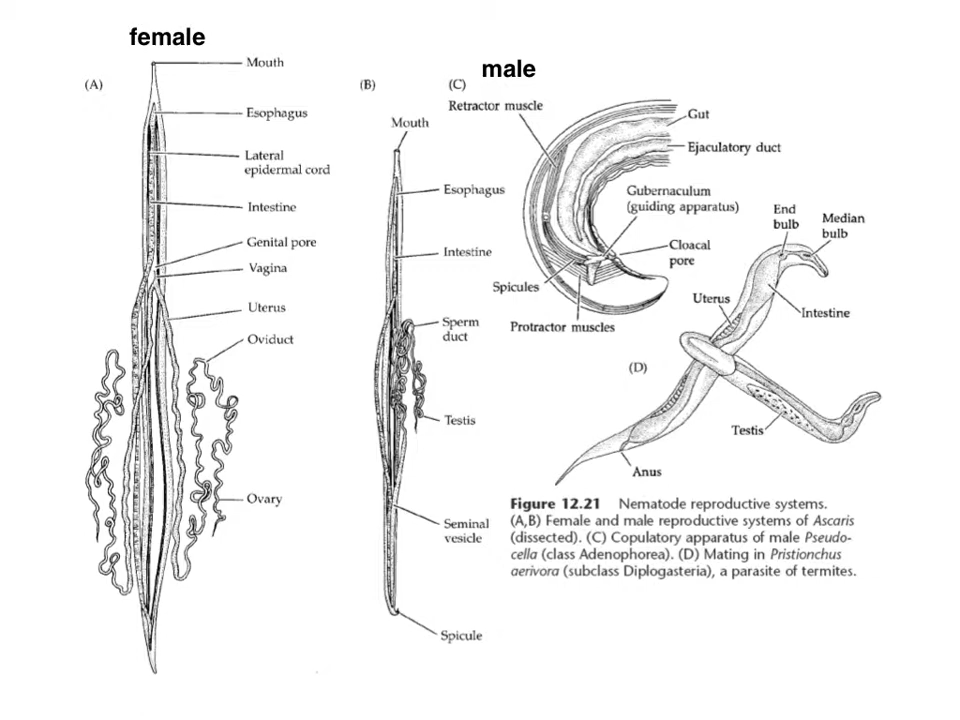 female
(A)
Mouth
Esophagus
Lateral
epidermal cord
Intestine
Genital pore
Vagina
Uterus
Oviduct
Ovary
(B)
Mouth
Esophagus
Intestine
Sperm
duct
Testis
Seminal
vesicle
Spicule
male
(C)
Retractor muscle
Gut
Ejaculatory duct
Gubernaculum
(guiding apparatus)
Cloacal
pore
Spicules
Protractor muscles
(D)
End
bulb
Median
bulb
Uterus
Intestine
Testis
Anus
Figure 12.21 Nematode reproductive systems.
(A,B) Female and male reproductive systems of Ascaris
(dissected). (C) Copulatory apparatus of male Pseudo-
cella (class Adenophorea). (D) Mating in Pristionchus
aerivora (subclass Diplogasteria), a parasite of termites.